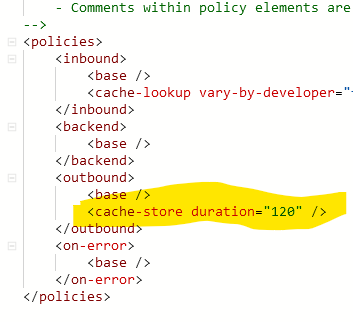 - Comments within policy elements are
-->
<policies>
<inbound>
<base />
<cache-lookup vary-by-developer="
</inbound>
<backend>
<base />
</backend>
<outbound>
<base />
<cache-store duration="120" />
</outbound>
<on-error>
<base />
</on-error>
</policies>